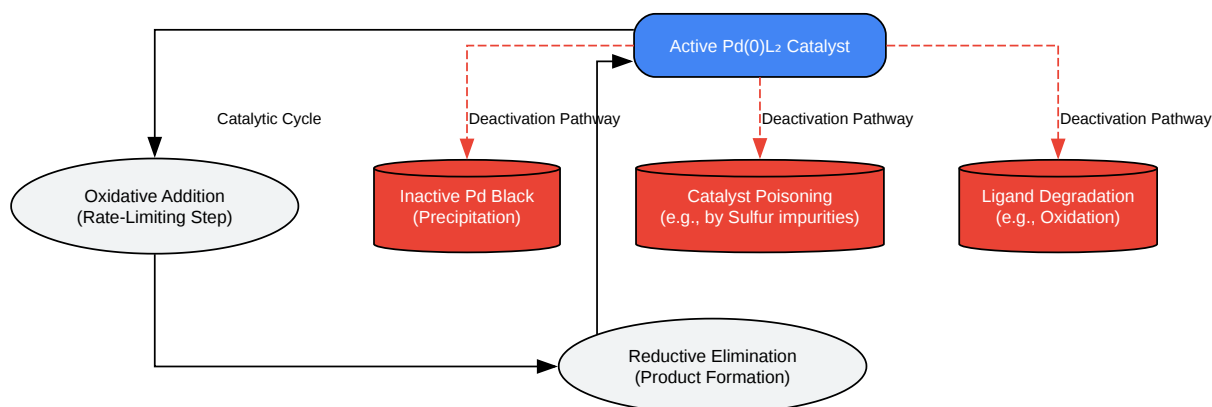 Active Pd(0)L₂ Catalyst
Catalytic Cycle
Deactivation Pathway
Deactivation Pathway
Deactivation Pathway
Oxidative Addition
(Rate-Limiting Step)
Inactive Pd Black
(Precipitation)
Catalyst Poisoning
(e.g., by Sulfur impurities)
Ligand Degradation
(e.g., Oxidation)
Reductive Elimination
(Product Formation)